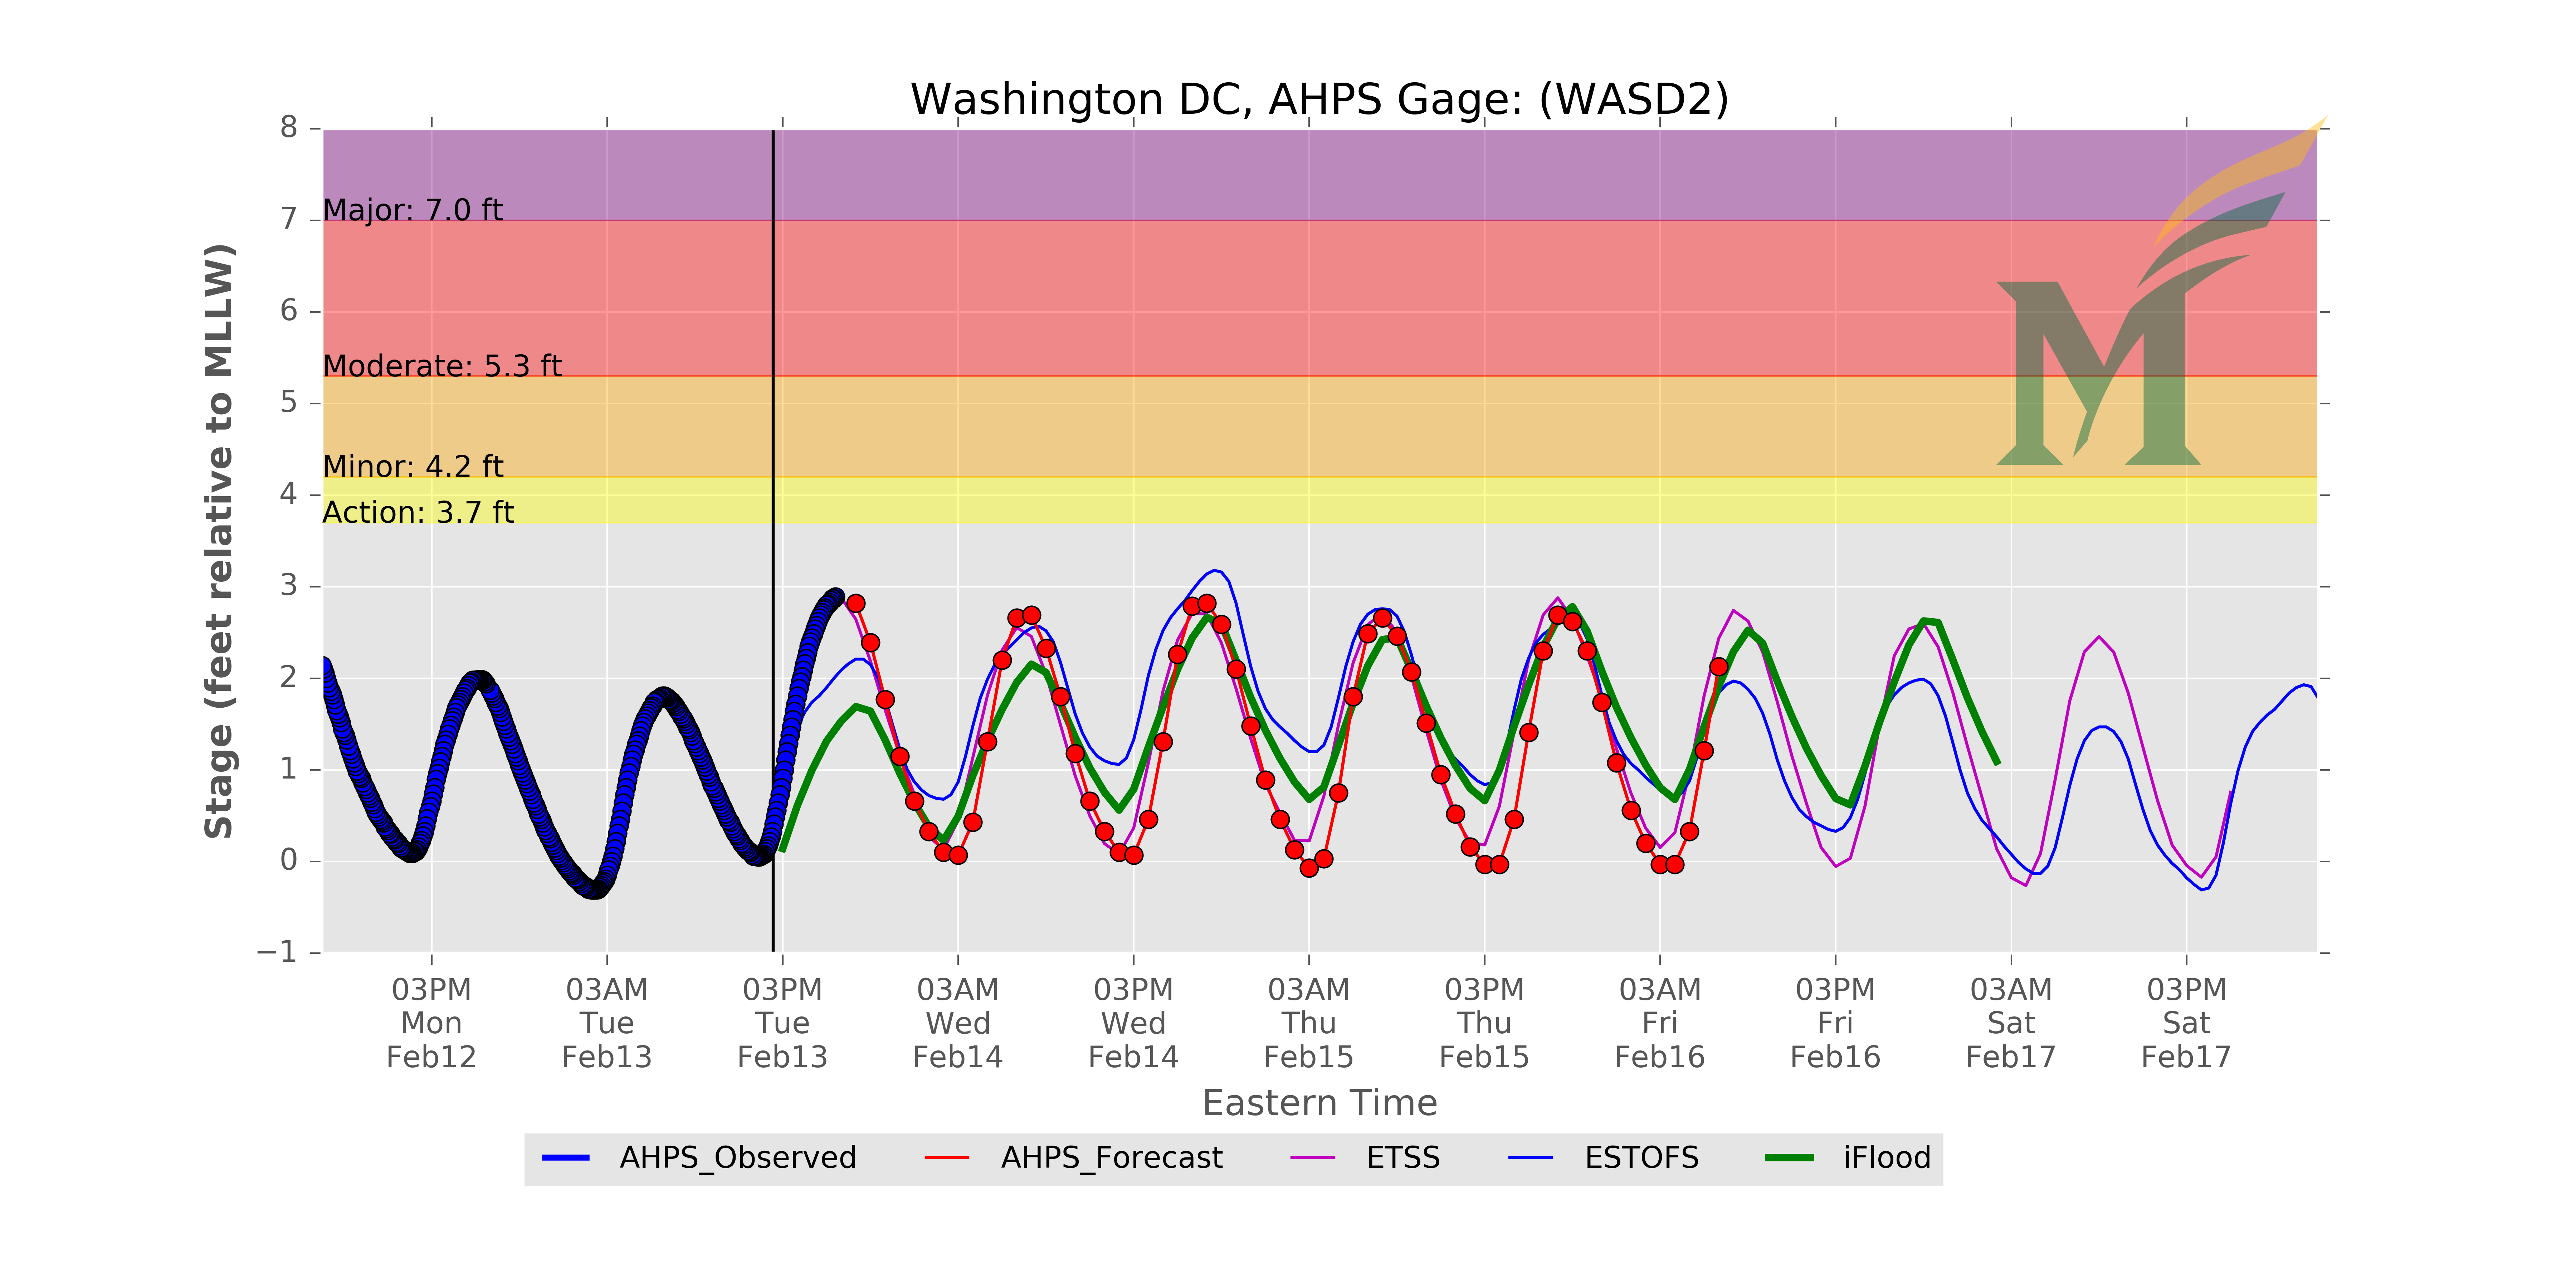 Washington DC, AHPS Gage: (WASD2)
8
7
6
5
4
3
2
1
0
−1
Stage (feet relative to MLLW)
Major: 7.0 ft
Moderate: 5.3 ft
Minor: 4.2 ft
Action: 3.7 ft
M
03PM
Mon
Feb12
03AM
Tue
Feb13
03PM
Tue
Feb13
03AM
Wed
Feb14
03PM
Wed
Feb14
03AM
Thu
Feb15
03PM
Thu
Feb15
03AM
Fri
Feb16
03PM
Fri
Feb16
03AM
Sat
Feb17
03PM
Sat
Feb17
Eastern Time
AHPS_Observed AHPS_Forecast ETSS ESTOFS iFlood